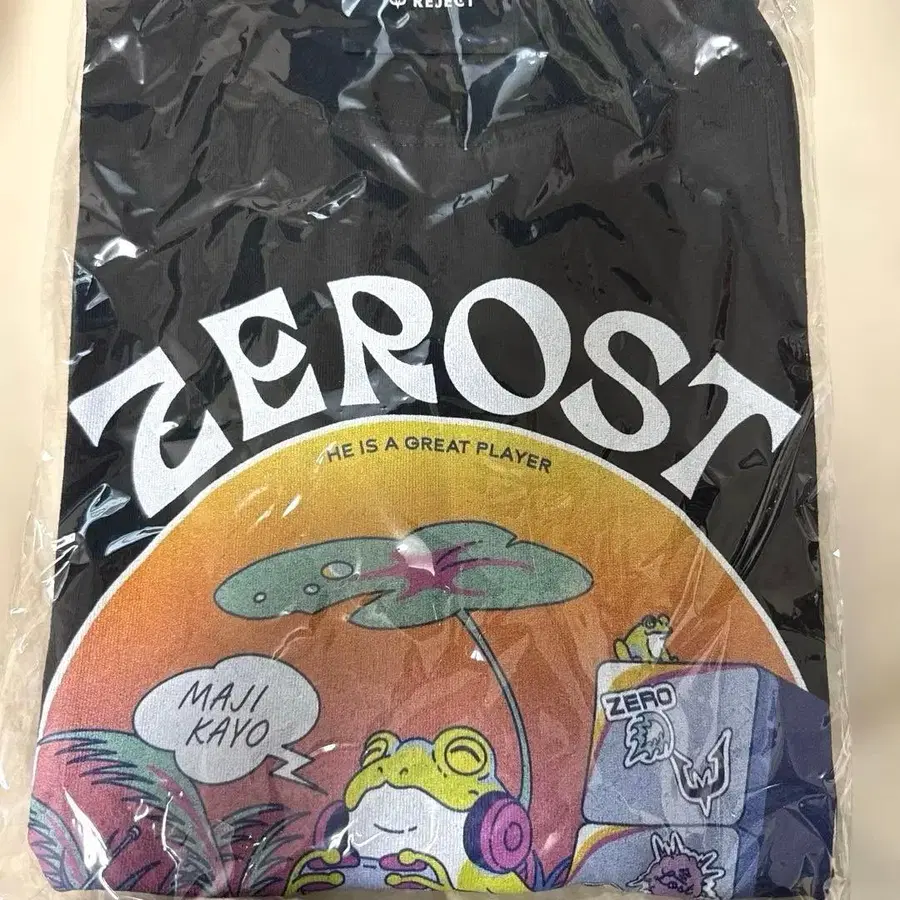 REJECT
ZEROST
HE IS A GREAT PLAYER
MAJI
KAYO
ZERO